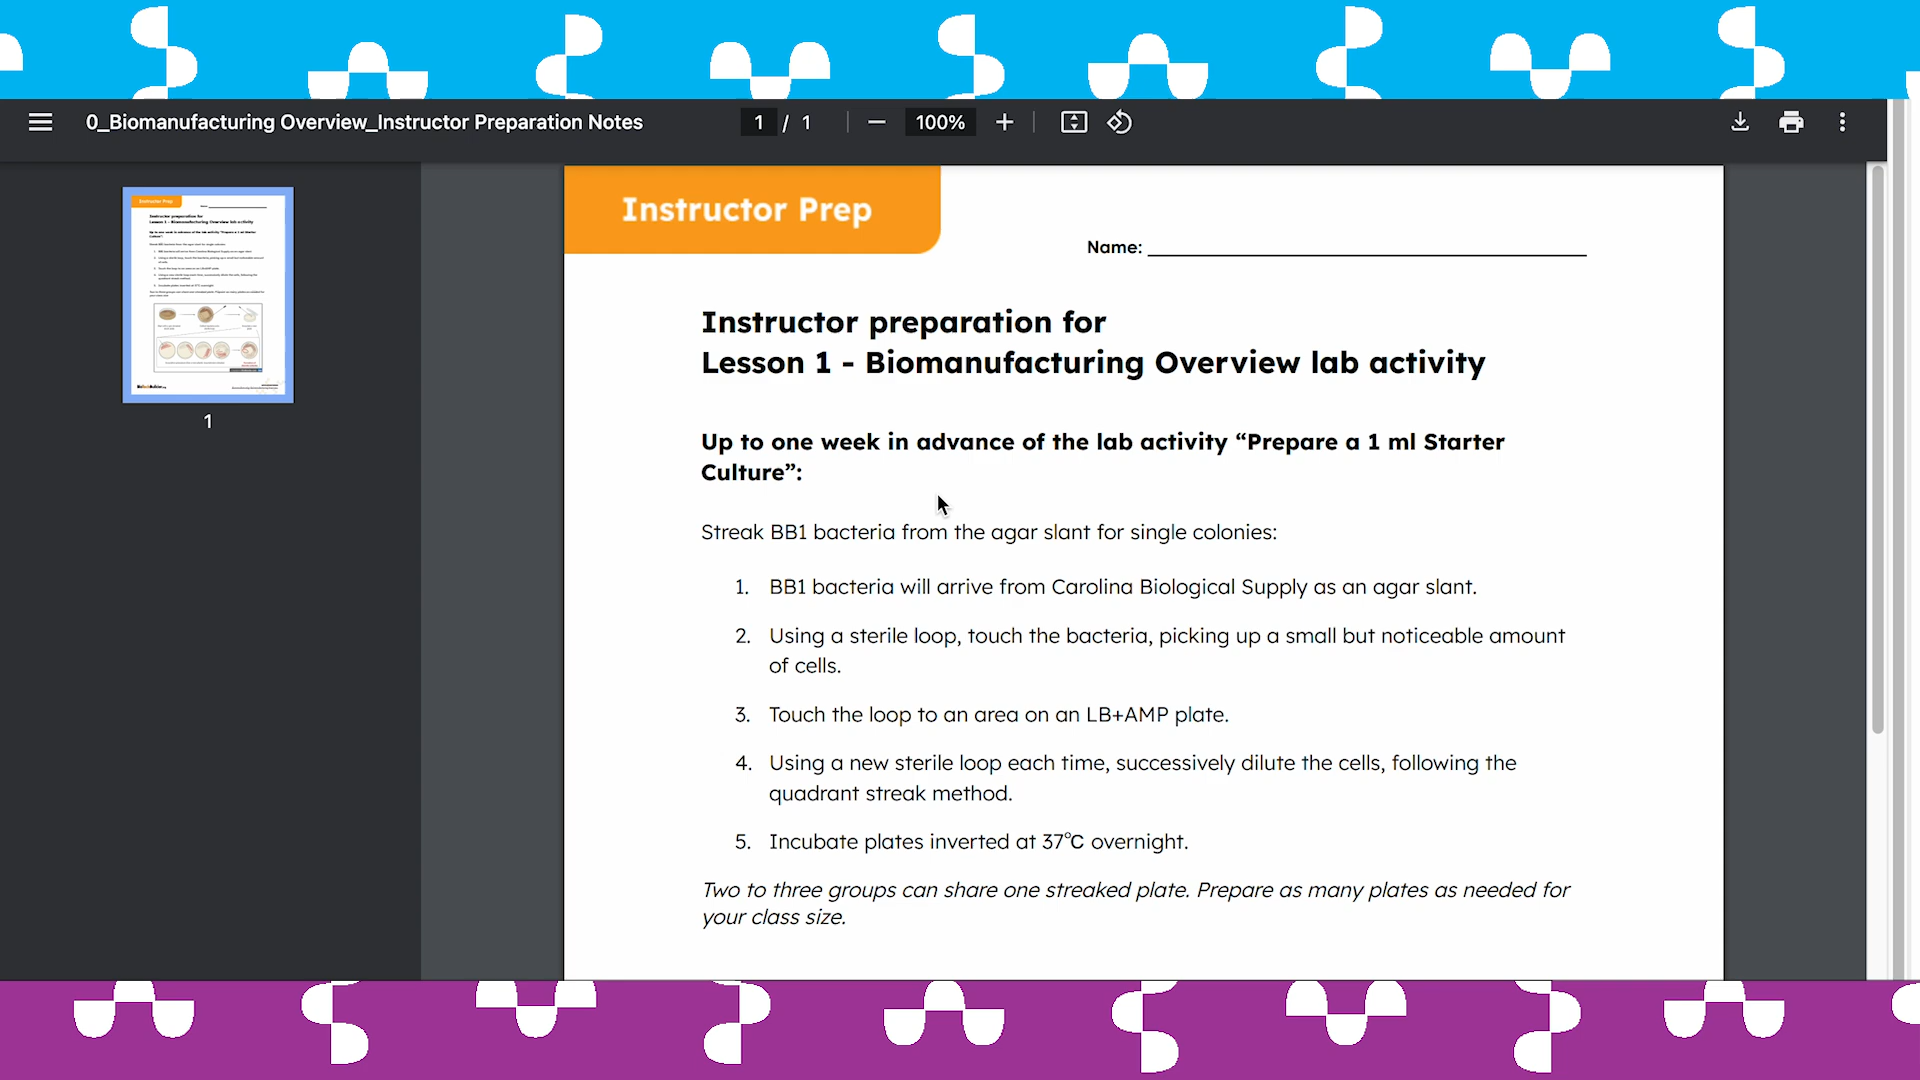 0_Biomanufacturing Overview_Instructor Preparation Notes
1 / 1
100%
1
Instructor Prep
Name:
Instructor preparation for
Lesson 1 - Biomanufacturing Overview lab activity
Up to one week in advance of the lab activity “Prepare a 1 ml Starter
Culture”:
Streak BB1 bacteria from the agar slant for single colonies:
1. BB1 bacteria will arrive from Carolina Biological Supply as an agar slant.
2. Using a sterile loop, touch the bacteria, picking up a small but noticeable amount
of cells.
3. Touch the loop to an area on an LB+AMP plate.
4. Using a new sterile loop each time, successively dilute the cells, following the
quadrant streak method.
5. Incubate plates inverted at 37°C overnight.
Two to three groups can share one streaked plate. Prepare as many plates as needed for
your class size.